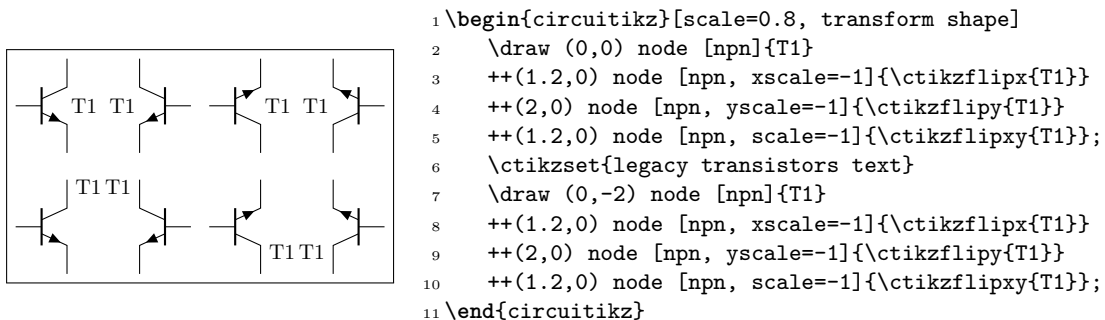 T1 T1 T1 T1
T1 T1
T1 T1
1 \begin{circuitikz}[scale=0.8, transform shape]
2 \draw (0,0) node [npn]{T1}
3 ++(1.2,0) node [npn, xscale=-1]{\ctikzflipx{T1}}
4 ++(2,0) node [npn, yscale=-1]{\ctikzflipy{T1}}
5 ++(1.2,0) node [npn, scale=-1]{\ctikzflipxy{T1}};
6 \ctikzset{legacy transistors text}
7 \draw (0,-2) node [npn]{T1}
8 ++(1.2,0) node [npn, xscale=-1]{\ctikzflipx{T1}}
9 ++(2,0) node [npn, yscale=-1]{\ctikzflipy{T1}}
10 ++(1.2,0) node [npn, scale=-1]{\ctikzflipxy{T1}};
11 \end{circuitikz}